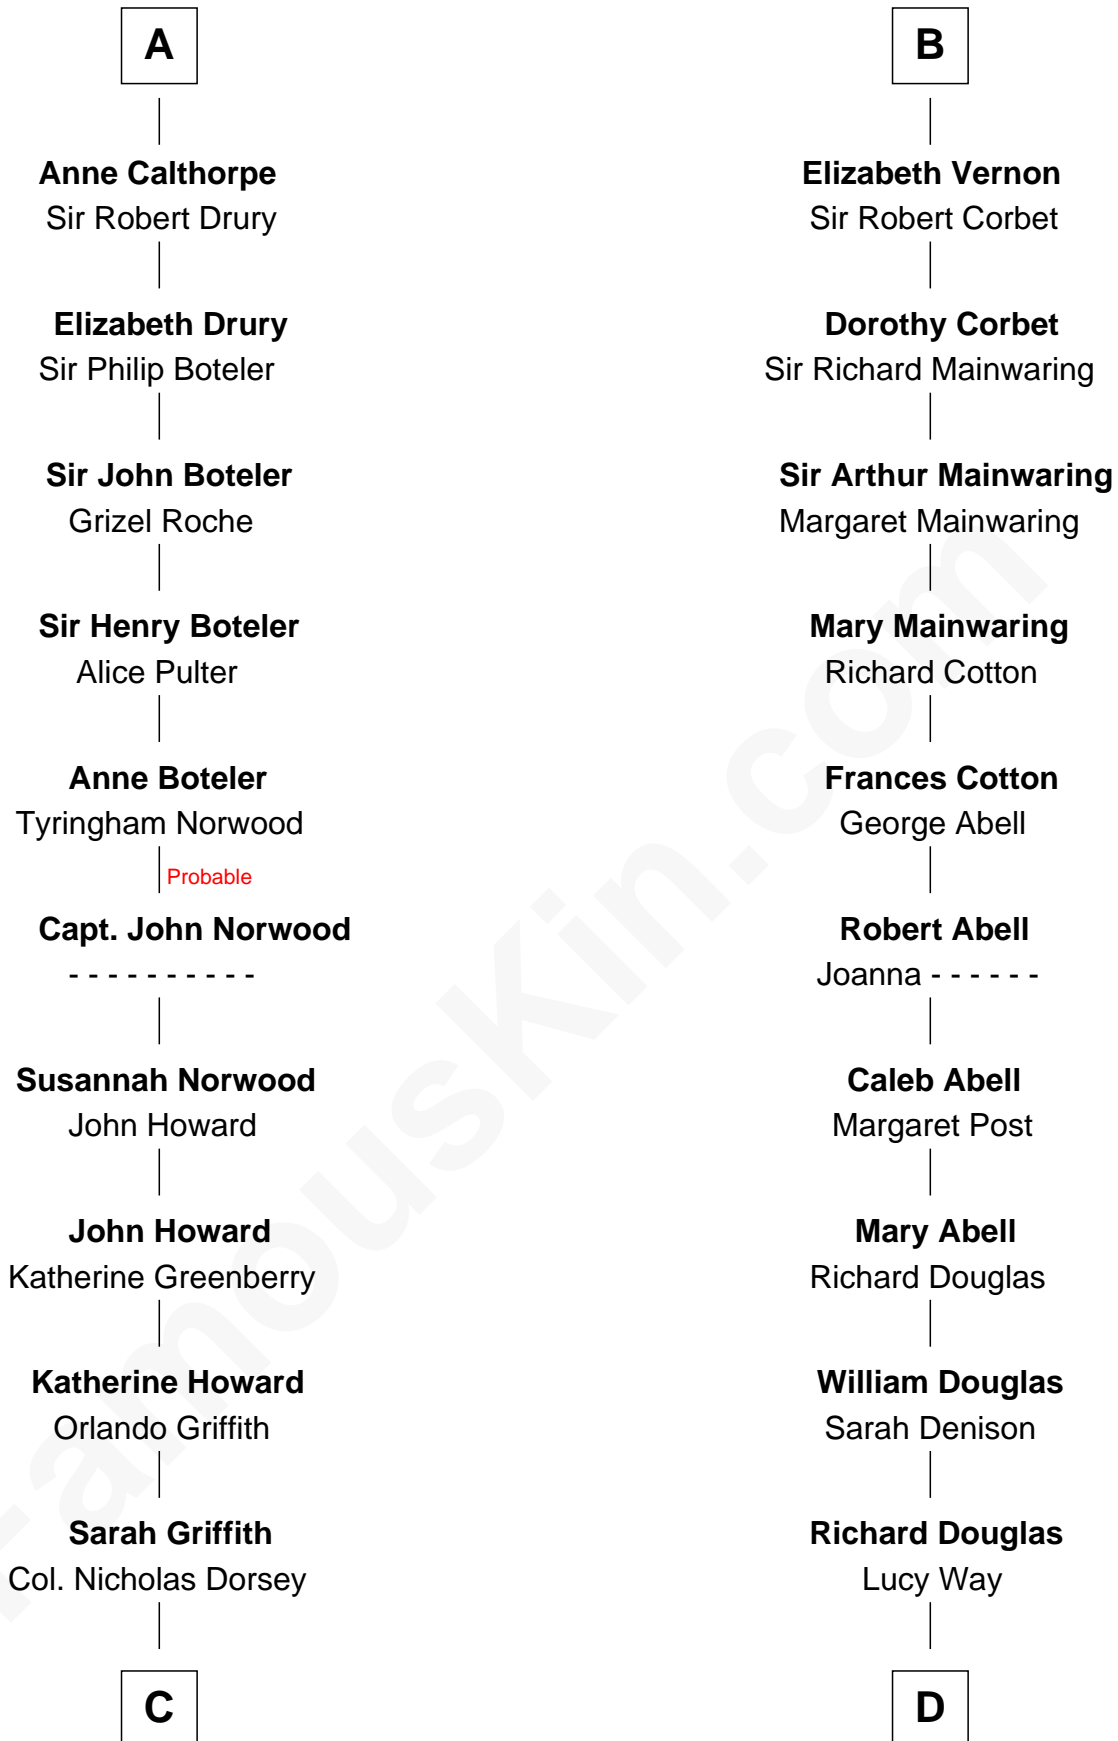 A
Anne Calthorpe
Sir Robert Drury
Elizabeth Drury
Sir Philip Boteler
Sir John Boteler
Grizel Roche
Sir Henry Boteler
Alice Pulter
Anne Boteler
Tyringham Norwood
Probable
Capt. John Norwood
- - - - - - - - - -
Susannah Norwood
John Howard
John Howard
Katherine Greenberry
Katherine Howard
Orlando Griffith
Sarah Griffith
Col. Nicholas Dorsey
C
B
Elizabeth Vernon
Sir Robert Corbet
Dorothy Corbet
Sir Richard Mainwaring
Sir Arthur Mainwaring
Margaret Mainwaring
Mary Mainwaring
Richard Cotton
Frances Cotton
George Abell
Robert Abell
Joanna - - - - - -
Caleb Abell
Margaret Post
Mary Abell
Richard Douglas
William Douglas
Sarah Denison
Richard Douglas
Lucy Way
D
FamousKin.com